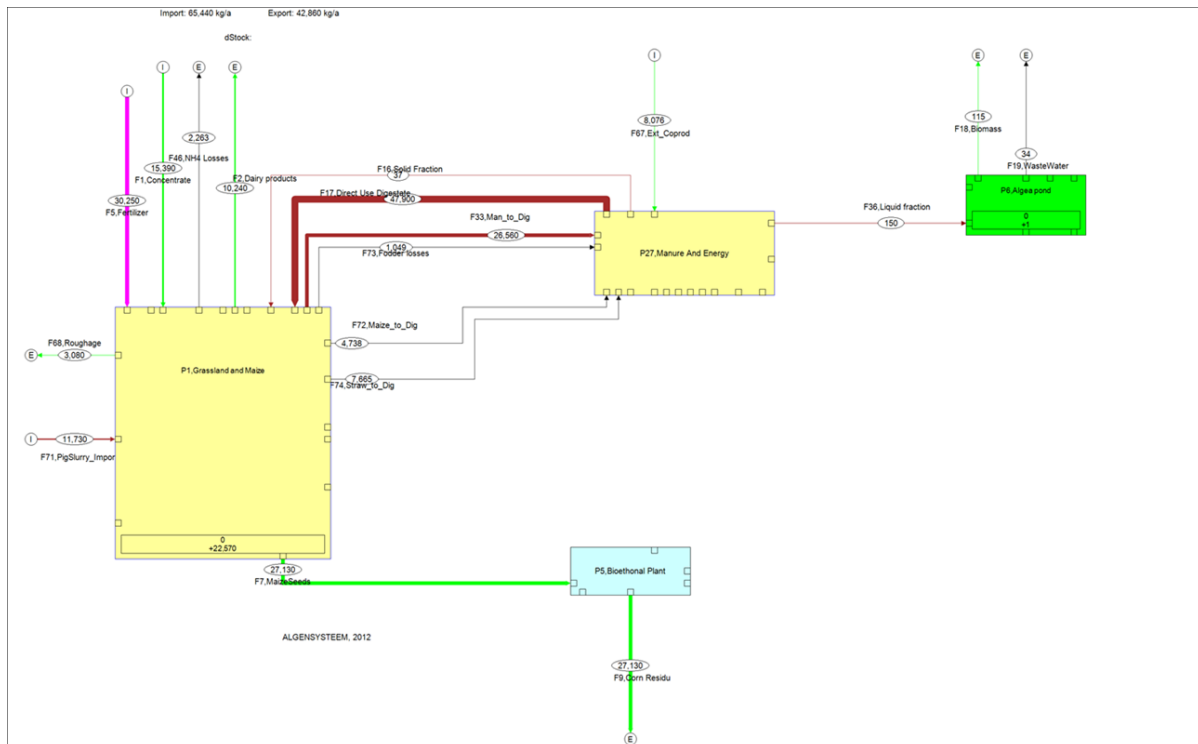 Import: 65,440 kg/a Export: 42,860 kg/a
dStock:
I
E
E
I
E
E
I
2,263
F46,NH4 Losses
15,390
F1,Concentrate
F2,Dairy products
10,240
30,250
F5,Fertilizer
8,076
F67,Ext_Coprod
115
F18,Biomass
34
F19,WasteWater
F16,Solid Fraction
37
F17,Direct Use Digestate
47,900
F33,Man_to_Dig
26,560
1,049
F73,Fodder losses
P27,Manure And Energy
F36,Liquid fraction
150
P6,Algea pond
0
+1
F72,Maize_to_Dig
4,738
F68,Roughage
E
3,080
P1,Grassland and Maize
7,665
F74,Straw_to_Dig
I
11,730
F71,PigSlurry_Impor
0
+22,570
27,130
F7,MaizeSeeds
P5,Bioethonal Plant
ALGENSYSTEEM, 2012
27,130
F9,Corn Residu
E